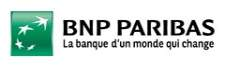 BNP PARIBAS
La banque d'un monde qui change